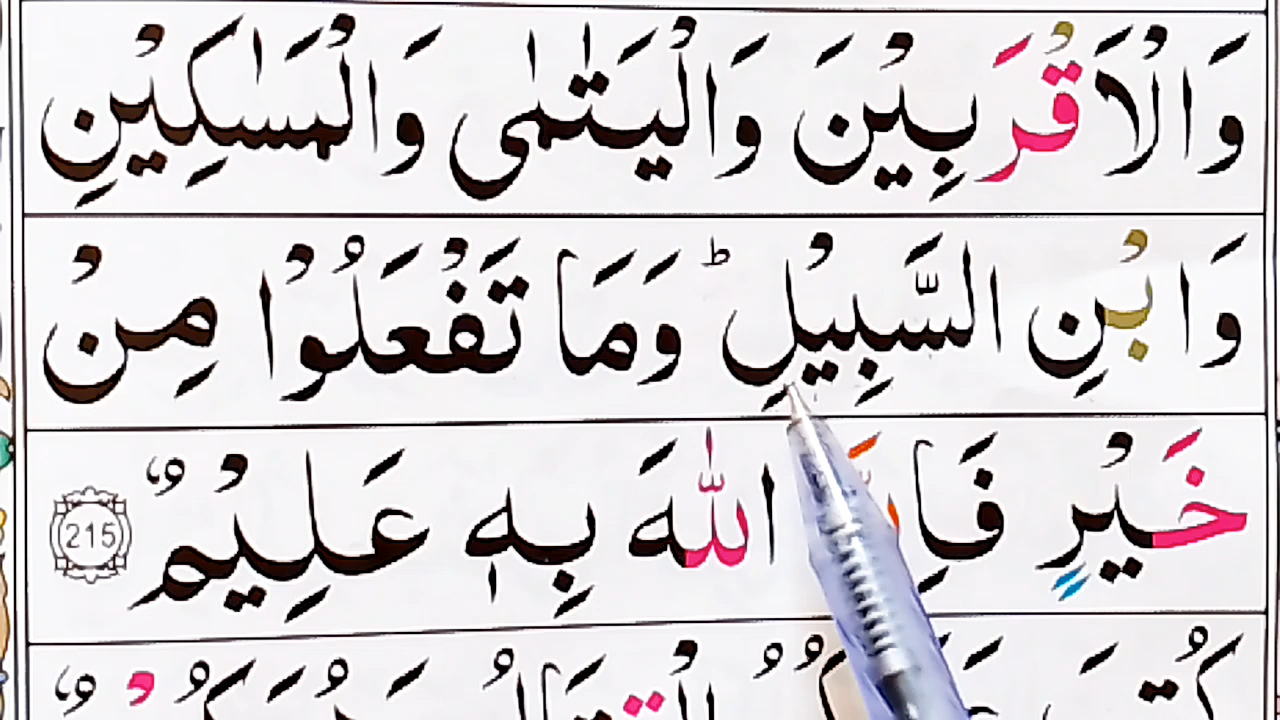 وَالْاَقْرَبِيْنَ وَالْيَتٰمٰى وَالْمَسٰكِيْنِ
وَابْنِ السَّبِيْلِ ؕ وَمَا تَفْعَلُوْا مِنْ
خَيْرٍ فَاِنَّ اللّٰهَ بِهٖ عَلِيْمٌ 215
كُتِبَ